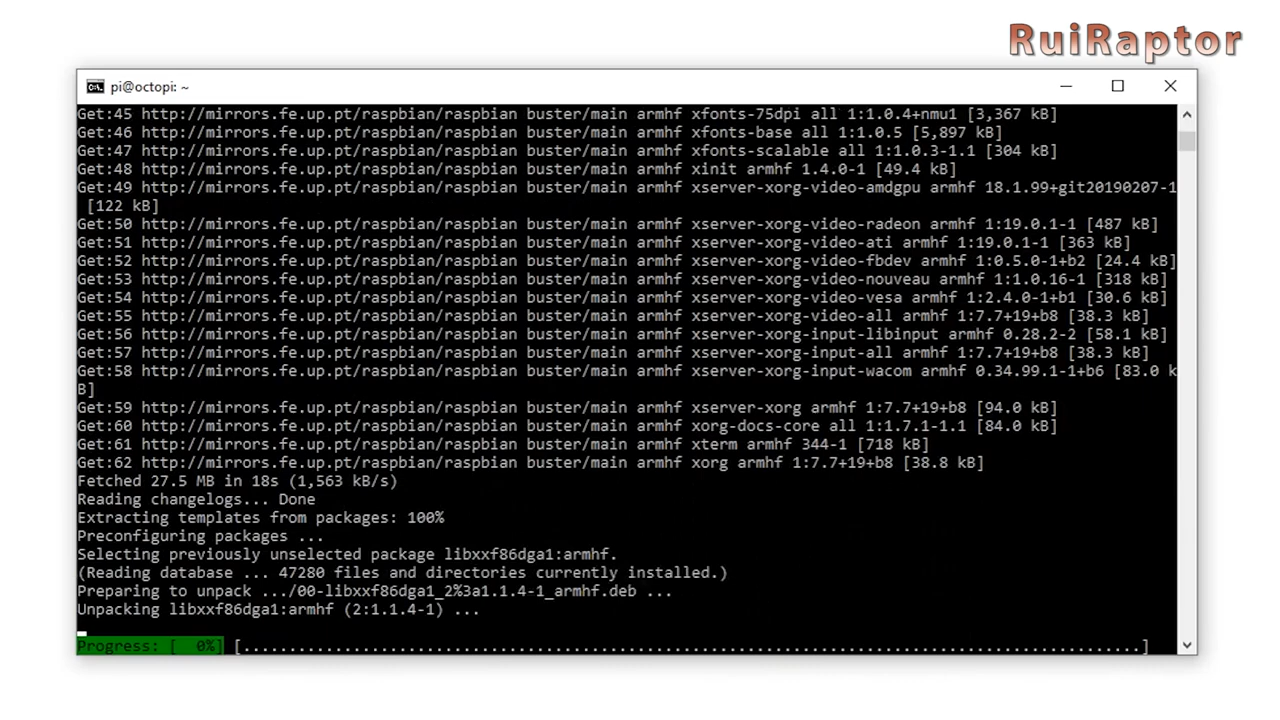 RuiRaptor
pi@octopi: ~
Get:45 http://mirrors.fe.up.pt/raspbian/raspbian buster/main armhf xfonts-75dpi all 1:1.0.4+nmu1 [3,367 kB]
Get:46 http://mirrors.fe.up.pt/raspbian/raspbian buster/main armhf xfonts-base all 1:1.0.5 [5,897 kB]
Get:47 http://mirrors.fe.up.pt/raspbian/raspbian buster/main armhf xfonts-scalable all 1:1.0.3-1.1 [304 kB]
Get:48 http://mirrors.fe.up.pt/raspbian/raspbian buster/main armhf xinit armhf 1.4.0-1 [49.4 kB]
Get:49 http://mirrors.fe.up.pt/raspbian/raspbian buster/main armhf xserver-xorg-video-amdgpu armhf 18.1.99+git20190207-1
[122 kB]
Get:50 http://mirrors.fe.up.pt/raspbian/raspbian buster/main armhf xserver-xorg-video-radeon armhf 1:19.0.1-1 [487 kB]
Get:51 http://mirrors.fe.up.pt/raspbian/raspbian buster/main armhf xserver-xorg-video-ati armhf 1:19.0.1-1 [363 kB]
Get:52 http://mirrors.fe.up.pt/raspbian/raspbian buster/main armhf xserver-xorg-video-fbdev armhf 1:0.5.0-1+b2 [24.4 kB]
Get:53 http://mirrors.fe.up.pt/raspbian/raspbian buster/main armhf xserver-xorg-video-nouveau armhf 1:1.0.16-1 [318 kB]
Get:54 http://mirrors.fe.up.pt/raspbian/raspbian buster/main armhf xserver-xorg-video-vesa armhf 1:2.4.0-1+b1 [30.6 kB]
Get:55 http://mirrors.fe.up.pt/raspbian/raspbian buster/main armhf xserver-xorg-video-all armhf 1:7.7+19+b8 [38.3 kB]
Get:56 http://mirrors.fe.up.pt/raspbian/raspbian buster/main armhf xserver-xorg-input-libinput armhf 0.28.2-2 [58.1 kB]
Get:57 http://mirrors.fe.up.pt/raspbian/raspbian buster/main armhf xserver-xorg-input-all armhf 1:7.7+19+b8 [38.3 kB]
Get:58 http://mirrors.fe.up.pt/raspbian/raspbian buster/main armhf xserver-xorg-input-wacom armhf 0.34.99.1-1+b6 [83.0 k
B]
Get:59 http://mirrors.fe.up.pt/raspbian/raspbian buster/main armhf xserver-xorg armhf 1:7.7+19+b8 [94.0 kB]
Get:60 http://mirrors.fe.up.pt/raspbian/raspbian buster/main armhf xorg-docs-core all 1:1.7.1-1.1 [84.0 kB]
Get:61 http://mirrors.fe.up.pt/raspbian/raspbian buster/main armhf xterm armhf 344-1 [718 kB]
Get:62 http://mirrors.fe.up.pt/raspbian/raspbian buster/main armhf xorg armhf 1:7.7+19+b8 [38.8 kB]
Fetched 27.5 MB in 18s (1,563 kB/s)
Reading changelogs... Done
Extracting templates from packages: 100%
Preconfiguring packages ...
Selecting previously unselected package libxxf86dga1:armhf.
(Reading database ... 47280 files and directories currently installed.)
Preparing to unpack .../00-libxxf86dga1_2%3a1.1.4-1_armhf.deb ...
Unpacking libxxf86dga1:armhf (2:1.1.4-1) ...
Progress: [  0%] [..................................................................................................]